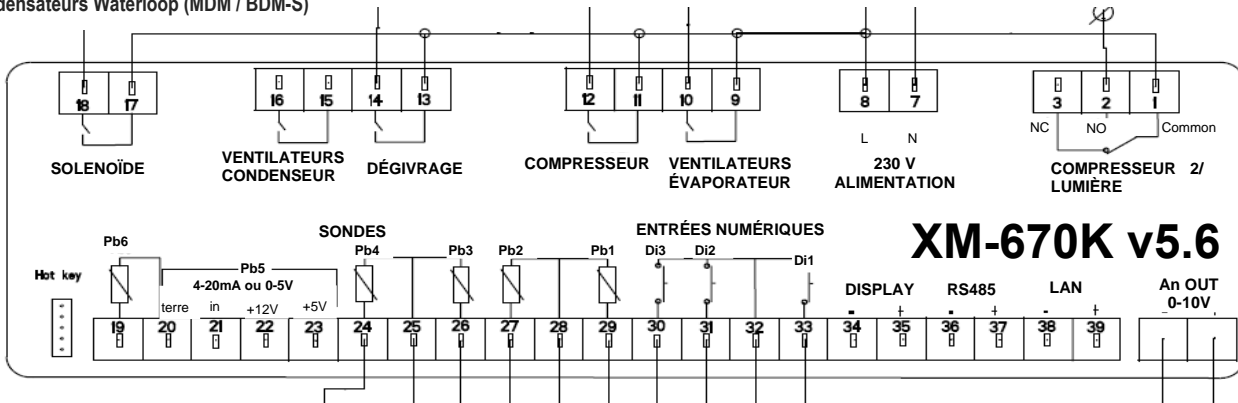 densateurs Waterloop (MDM / BDM-S)
18 17 16 15 14 13 12 11 10 9 8 7 3 2 1
L N NC NO Common
SOLENOÏDE
VENTILATEURS
CONDENSEUR
DÉGIVRAGE
COMPRESSEUR
VENTILATEURS
ÉVAPORATEUR
230 V
ALIMENTATION
COMPRESSEUR 2/
LUMIÈRE
SONDES
ENTRÉES NUMÉRIQUES
XM-670K v5.6
Pb6 Pb4 Pb3 Pb2 Pb1 Di3 Di2 Di1
Hot key
Pb5
4-20mA ou 0-5V
terre in +12V +5V
DISPLAY RS485 LAN
An OUT
0-10V
- + - + - + - +
19 20 21 22 23 24 25 26 27 28 29 30 31 32 33 34 35 36 37 38 39